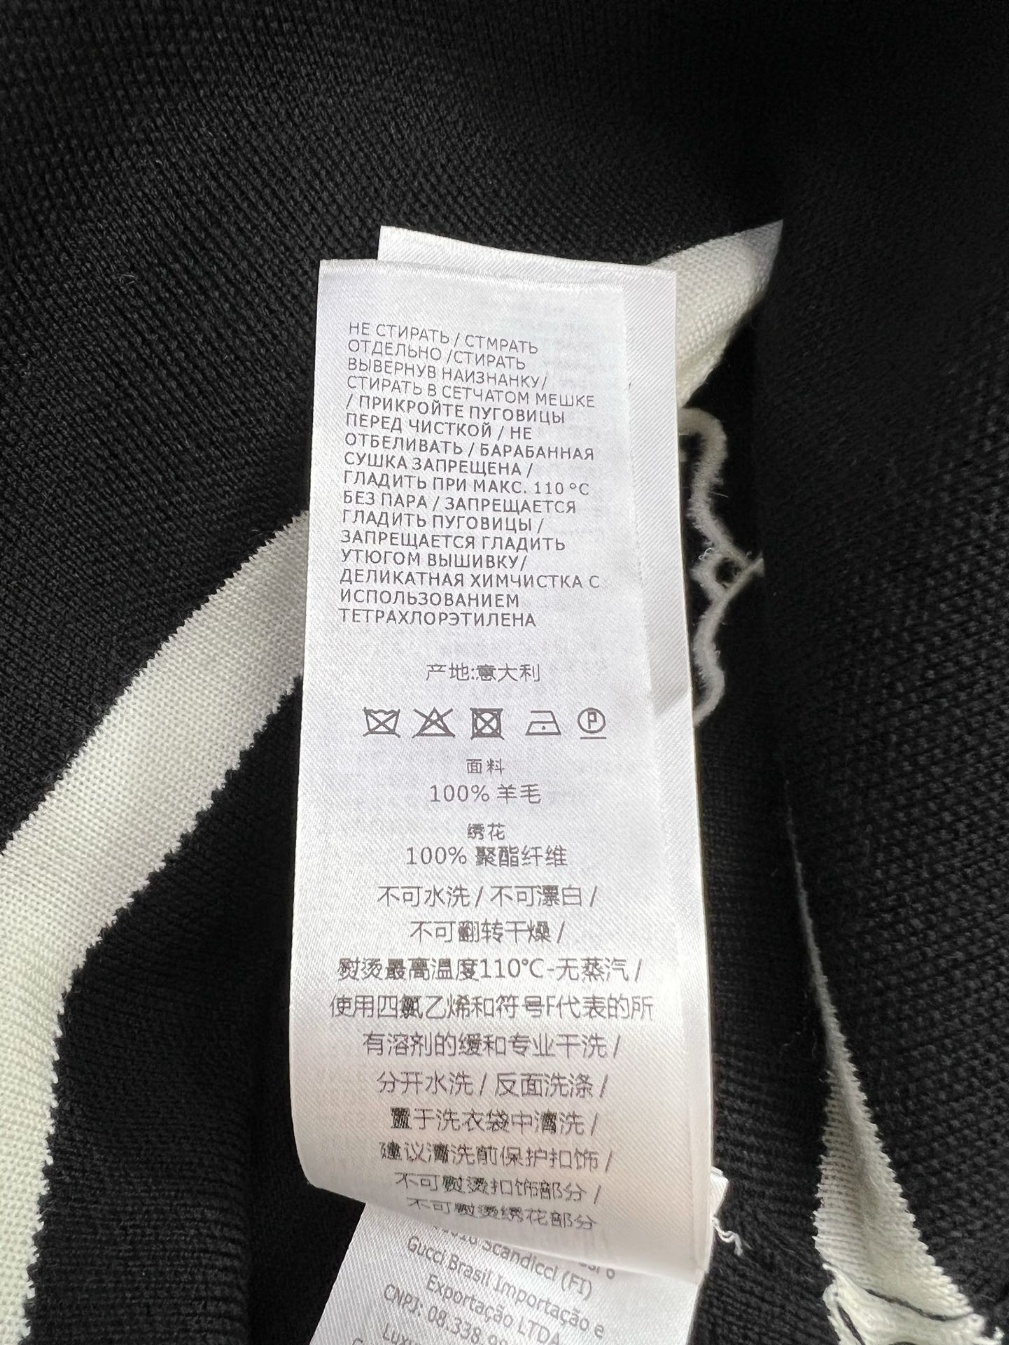 НЕ СТИРАТЬ / СТМРАТЬ
ОТДЕЛЬНО /СТИРАТЬ
ВЫВЕРНУВ НАИЗНАНКУ/
СТИРАТЬ В СЕТЧАТОМ МЕШКЕ
/ ПРИКРОЙТЕ ПУГОВИЦЫ
ПЕРЕД ЧИСТКОЙ / НЕ
ОТБЕЛИВАТЬ / БАРАБАННАЯ
СУШКА ЗАПРЕЩЕНА /
ГЛАДИТЬ ПРИ МАКС. 110 °C
БЕЗ ПАРА / ЗАПРЕЩАЕТСЯ
ГЛАДИТЬ ПУГОВИЦЫ /
ЗАПРЕЩАЕТСЯ ГЛАДИТЬ
УТЮГОМ ВЫШИВКУ/
ДЕЛИКАТНАЯ ХИМЧИСТКА С
ИСПОЛЬЗОВАНИЕМ
ТЕТРАХЛОРЭТИЛЕНА
产地:意大利
P
面料
100% 羊毛
绣花
100% 聚酯纤维
不可水洗 / 不可漂白 /
不可翻转干燥 /
熨烫最高温度110°C-无蒸汽 /
使用四氯乙烯和符号F代表的所
有溶剂的缓和专业干洗 /
分开水洗 / 反面洗涤 /
置于洗衣袋中清洗 /
建议清洗前保护扣饰 /
不可熨烫扣饰部分 /
不可熨烫绣花部分
Scandicci (FI)
Gucci Brasil Importação e
Exportação LTDA
CNPJ: 08.338.